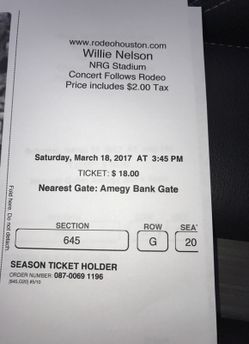 www.rodeohouston.com
Willie Nelson
NRG Stadium
Concert Follows Rodeo
Price includes $2.00 Tax
Saturday, March 18, 2017 AT 3:45 PM
TICKET: $ 18.00
Nearest Gate: Amegy Bank Gate
SECTION ROW SEA
645 G 20
SEASON TICKET HOLDER
ORDER NUMBER: 087-0069 1196
Fold here. Do not detach